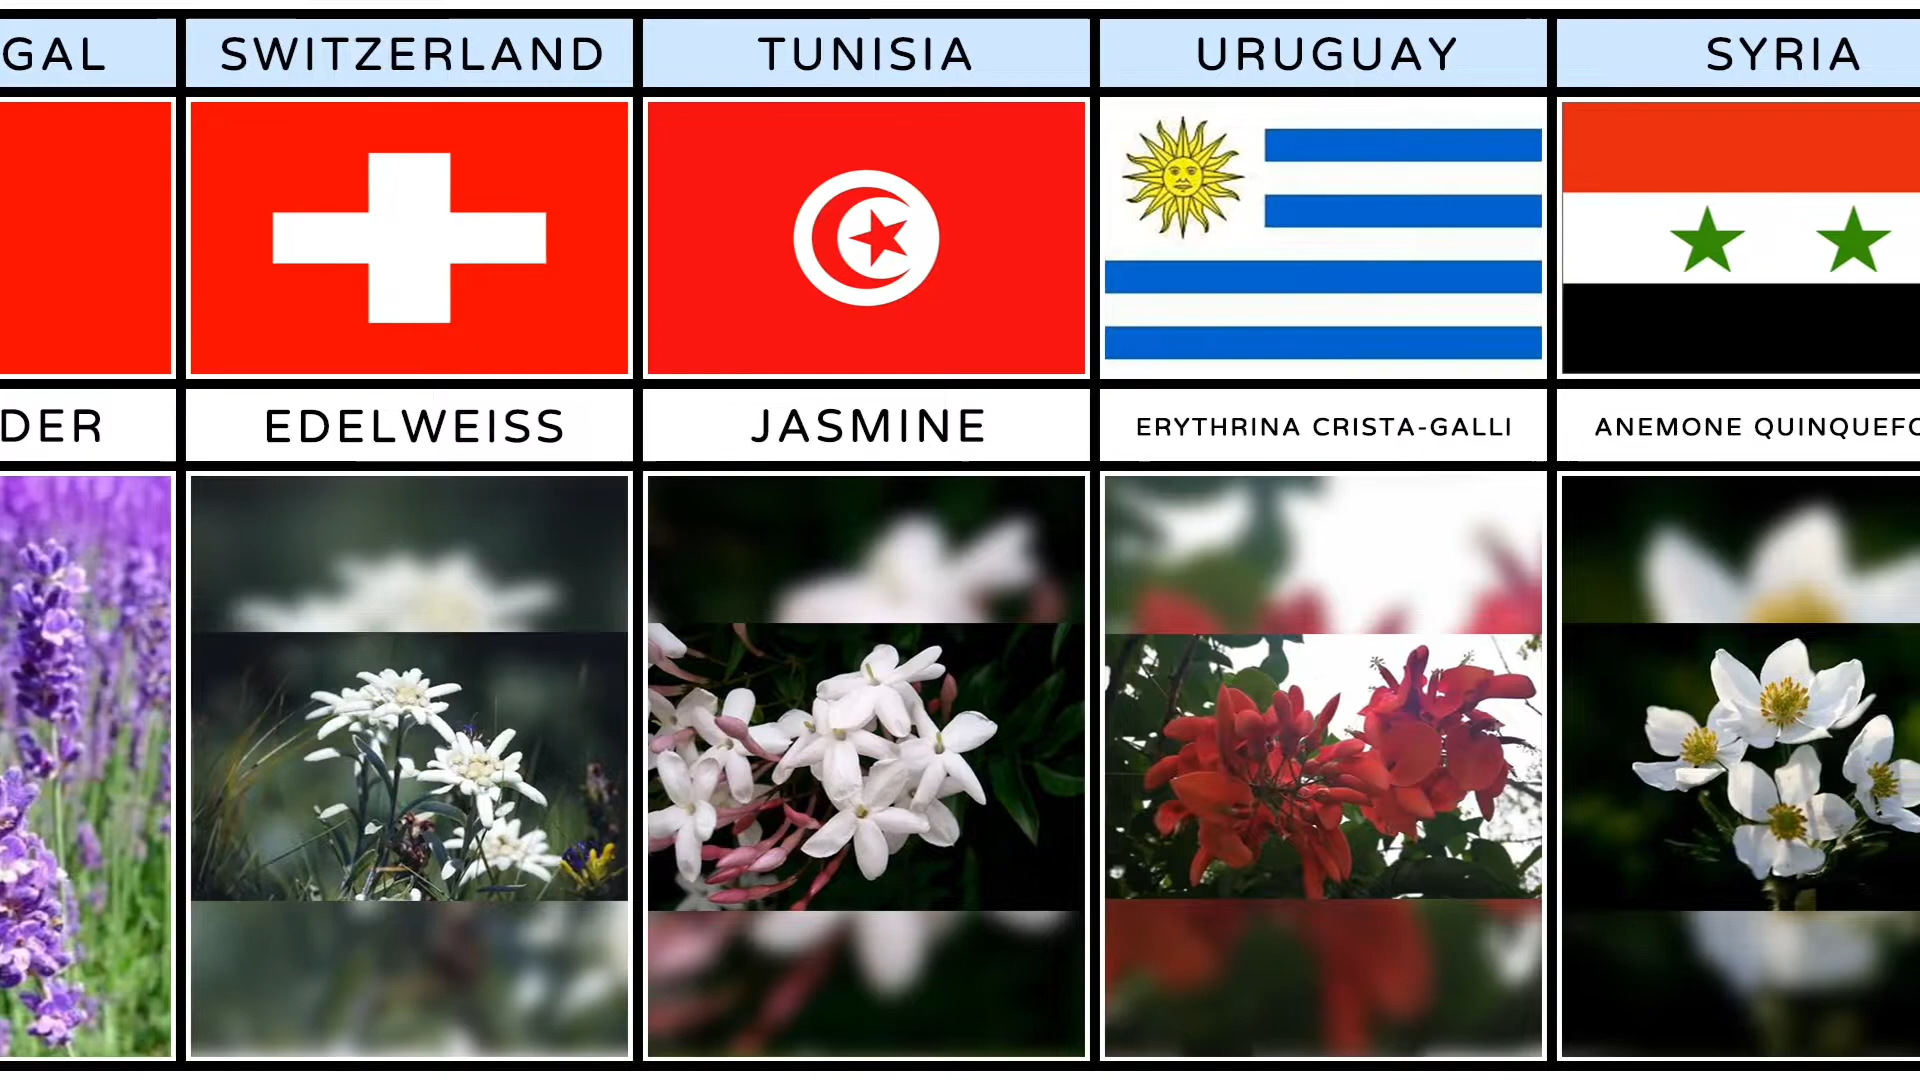 GAL
SWITZERLAND
TUNISIA
URUGUAY
SYRIA
DER
EDELWEISS
JASMINE
ERYTHRINA CRISTA-GALLI
ANEMONE QUINQUEFO